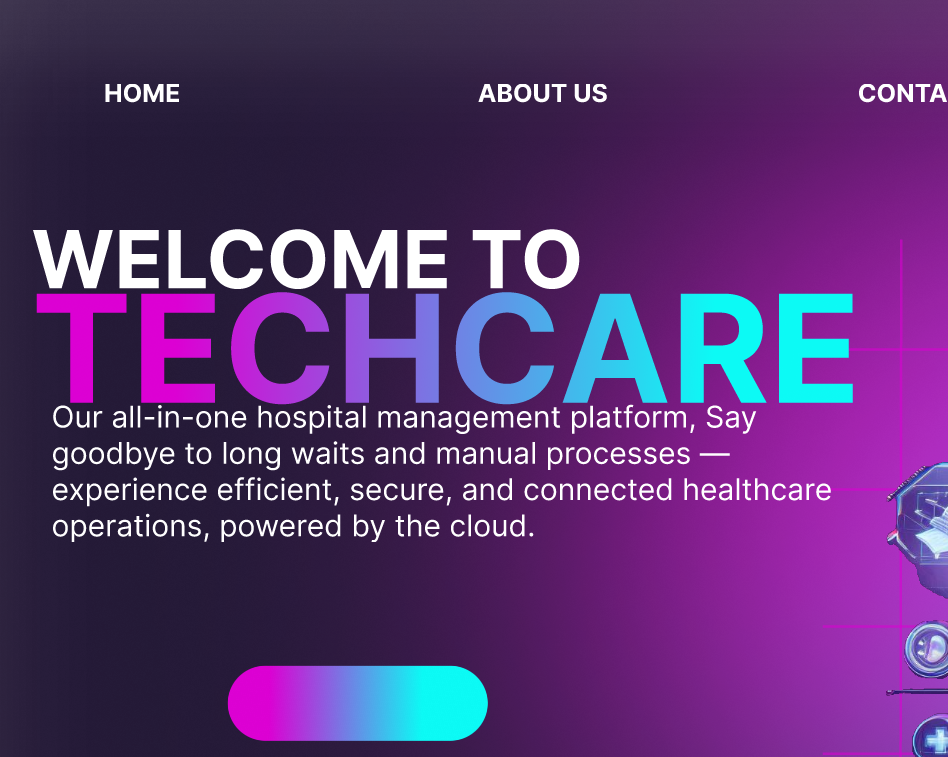 HOME ABOUT US CONTA
WELCOME TO
TECHCARE
Our all-in-one hospital management platform, Say
goodbye to long waits and manual processes —
experience efficient, secure, and connected healthcare
operations, powered by the cloud.